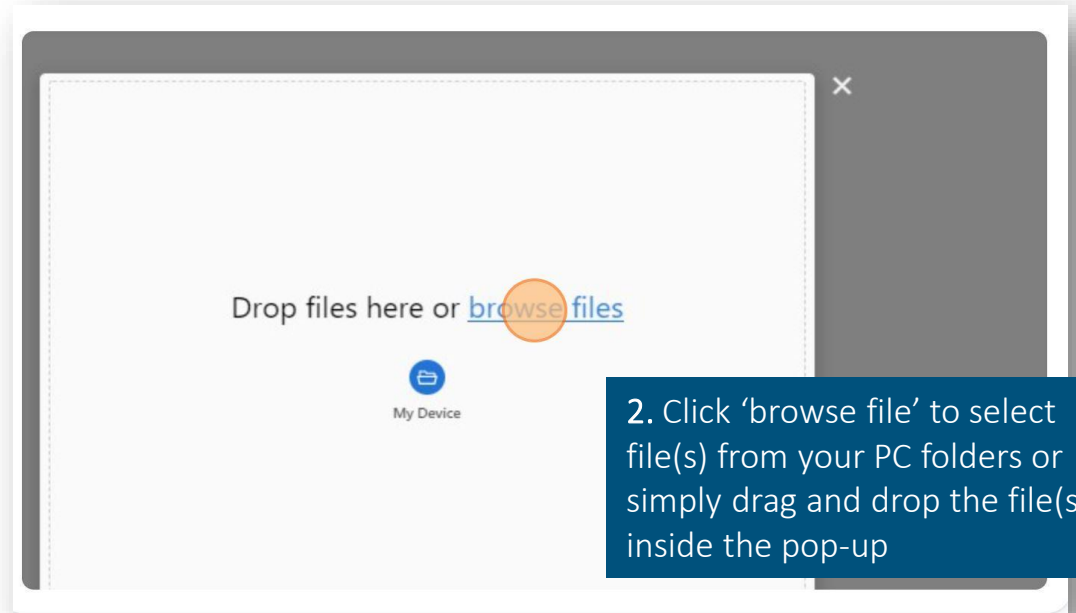 ×
Drop files here or browse files
My Device
2. Click ‘browse file’ to select
file(s) from your PC folders or
simply drag and drop the file(s
inside the pop-up